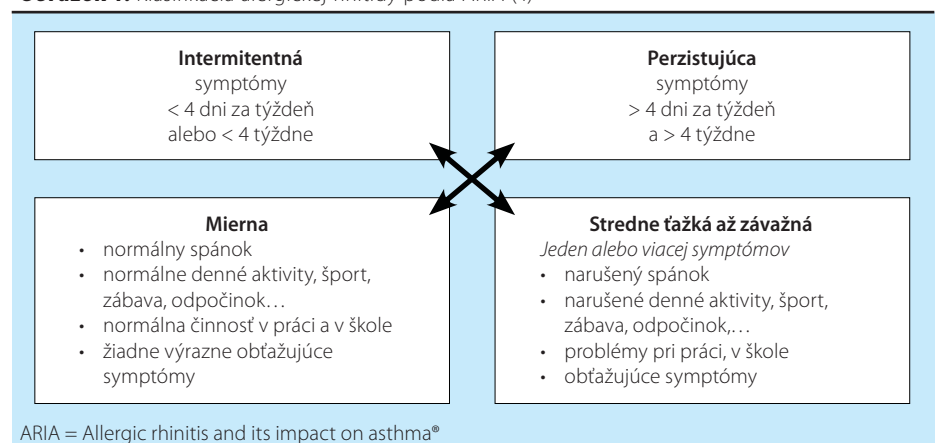 Obrázok 1. Klasifikácia alergickej rinitídy podľa ARIA (4)
Intermitentná
symptómy
< 4 dni za týždeň
alebo < 4 týždne
Perzistujúca
symptómy
> 4 dni za týždeň
a > 4 týždne
Mierna
• normálny spánok
• normálne denné aktivity, šport,
zábava, odpočinok…
• normálna činnosť v práci a v škole
• žiadne výrazne obťažujúce
symptómy
Stredne ťažká až závažná
Jeden alebo viacej symptómov
• narušený spánok
• narušené denné aktivity, šport,
zábava, odpočinok,…
• problémy pri práci, v škole
• obťažujúce symptómy
ARIA = Allergic rhinitis and its impact on asthma®